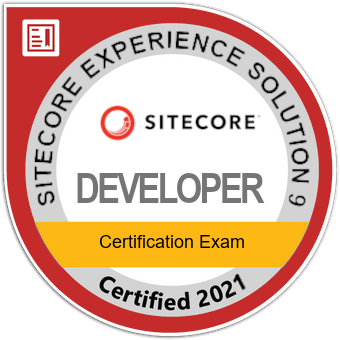 SITECORE EXPERIENCE SOLUTION 9
SITECORE
DEVELOPER
Certification Exam
Certified 2021